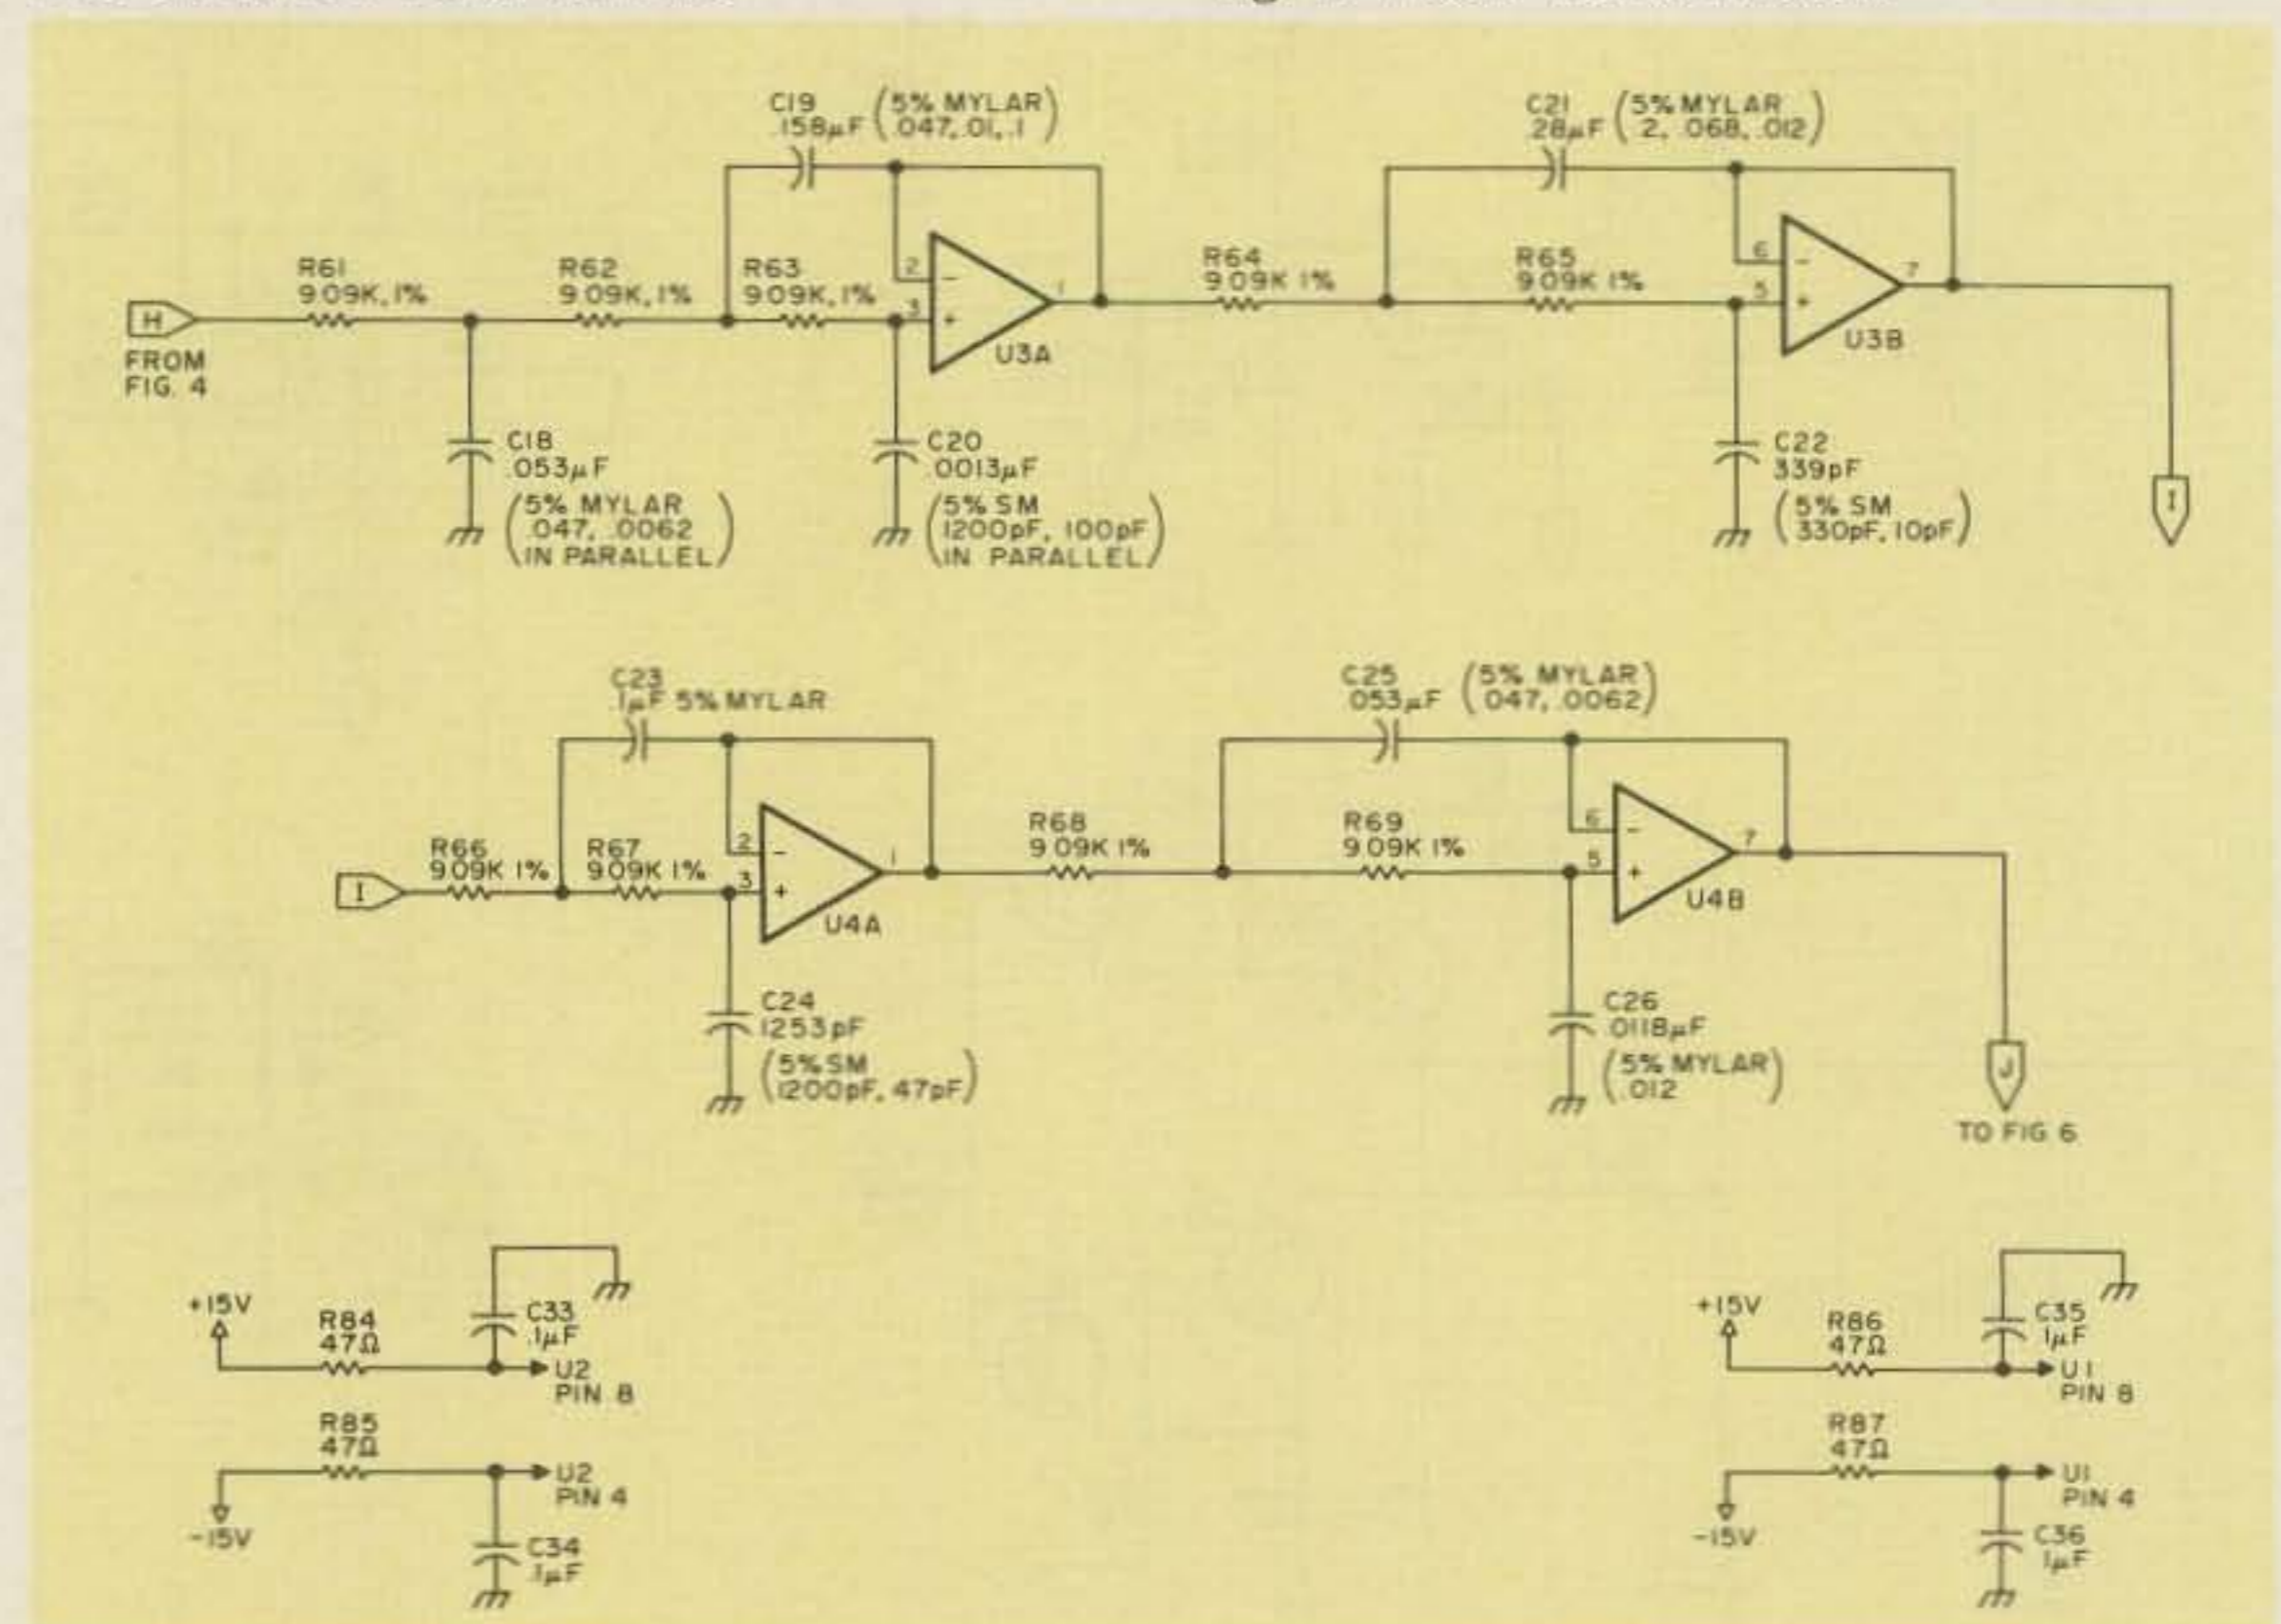 C19 (5% MYLAR)
.158µF (.047, .01, .1)
C21 (5% MYLAR)
.28µF (.2, .068, .012)
R61
9.09K, 1%
R62
9.09K, 1%
R63
9.09K, 1%
2
-
3
+
1
U3A
R64
9.09K 1%
R65
9.09K 1%
6
-
5
+
7
U3B
H
FROM
FIG. 4
C18
.053µF
(5% MYLAR
.047, .0062
IN PARALLEL)
C20
.0013µF
(5% SM
1200pF, 100pF
IN PARALLEL)
C22
339pF
(5% SM
330pF, 10pF)
I
C23
.1µF 5% MYLAR
C25 (5% MYLAR)
.053µF (.047, .0062)
I
R66
9.09K 1%
R67
9.09K 1%
2
-
3
+
1
U4A
R68
9.09K 1%
R69
9.09K 1%
6
-
5
+
7
U4B
C24
1253pF
(5% SM
1200pF, 47pF)
C26
.0118µF
(5% MYLAR)
.012
J
TO FIG 6
+15V
R84
47Ω
C33
.1µF
U2
PIN 8
R85
47Ω
U2
PIN 4
-15V
C34
.1µF
+15V
R86
47Ω
C35
.1µF
U1
PIN 8
R87
47Ω
U1
PIN 4
-15V
C36
.1µF